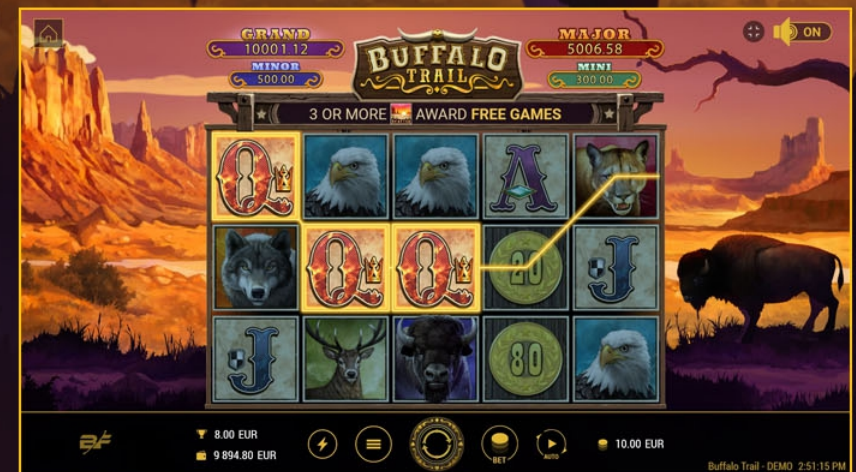 GRAND
10001.12
MINOR
500.00
BUFFALO
TRAIL
MAJOR
5006.58
MINI
300.00
ON
3 OR MORE AWARD FREE GAMES
Q
A
Q Q 20 J
J 80
8.00 EUR
9 894.80 EUR
BET
AUTO
10.00 EUR
Buffalo Trail - DEMO 2:51:15 PM